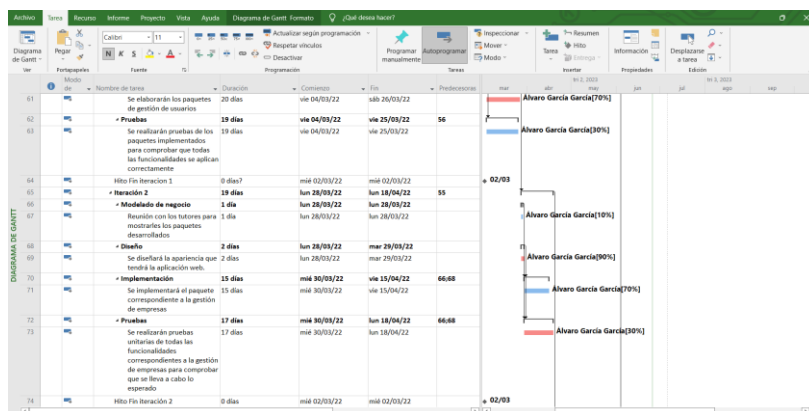 Archivo Tarea Recurso Informe Proyecto Vista Ayuda Diagrama de Gantt Formato ¿Qué desea hacer?
Diagrama de Gantt
Ver
Pegar
Portapapeles
Calibri 11
N K S
Fuente
Actualizar según programación
Respetar vínculos
Desactivar
Programación
Programar manualmente
Autoprogramar
Inspeccionar
Mover
Modo
Tareas
Tarea
Resumen
Hito
Entrega
Insertar
Información
Propiedades
Desplazarse a tarea
Edición
Modo de
Nombre de tarea
Duración
Comienzo
Fin
Predecesoras
tri 2, 2022 tri 3, 2022
mar abr may jun jul ago sep
DIAGRAMA DE GANTT
61 Se elaborarán los paquetes de gestión de usuarios 20 días vie 04/03/22 sáb 26/03/22 Álvaro García García[70%]
62 Pruebas 19 días vie 04/03/22 vie 25/03/22 56
63 Se realizarán pruebas de los paquetes implementados para comprobar que todas las funcionalidades se aplican correctamente 19 días vie 04/03/22 vie 25/03/22 Álvaro García García[30%]
64 Hito Fin iteracion 1 0 días? mié 02/03/22 mié 02/03/22 02/03
65 Iteración 2 19 días lun 28/03/22 lun 18/04/22 55
66 Modelado de negocio 1 día lun 28/03/22 lun 28/03/22
67 Reunión con los tutores para mostrarles los paquetes desarrollados 1 día lun 28/03/22 lun 28/03/22 Álvaro García García[10%]
68 Diseño 2 días lun 28/03/22 mar 29/03/22
69 Se diseñará la apariencia que tendrá la aplicación web. 2 días lun 28/03/22 mar 29/03/22 Álvaro García García[90%]
70 Implementación 15 días mié 30/03/22 vie 15/04/22 66;68
71 Se implementará el paquete correspondiente a la gestión de empresas 15 días mié 30/03/22 vie 15/04/22 Álvaro García García[70%]
72 Pruebas 17 días mié 30/03/22 lun 18/04/22 66;68
73 Se realizarán pruebas unitarias de todas las funcionalidades correspondientes a la gestión de empresas para comprobar que se lleva a cabo lo esperado 17 días mié 30/03/22 lun 18/04/22 Álvaro García García[30%]
74 Hito Fin iteración 2 0 días mié 02/03/22 mié 02/03/22 02/03